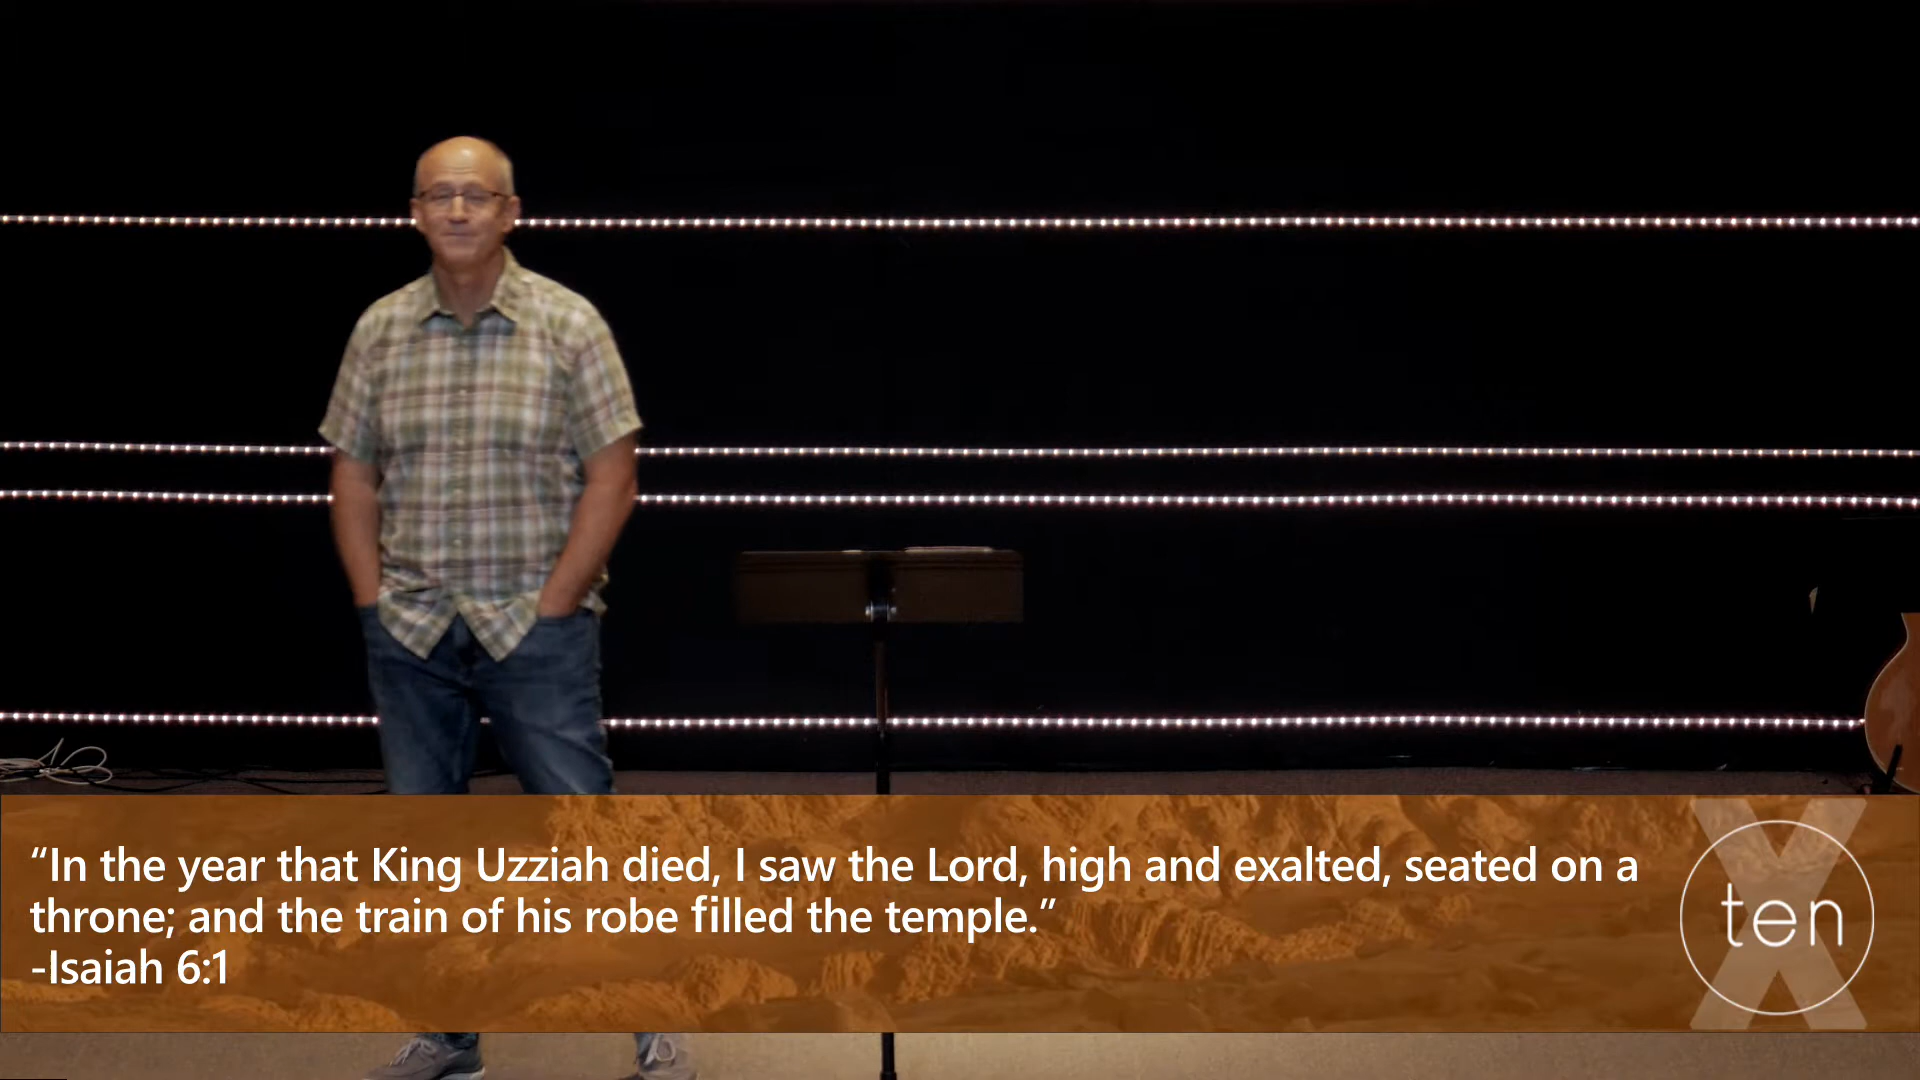 “In the year that King Uzziah died, I saw the Lord, high and exalted, seated on a
throne; and the train of his robe filled the temple.”
-Isaiah 6:1
X
ten